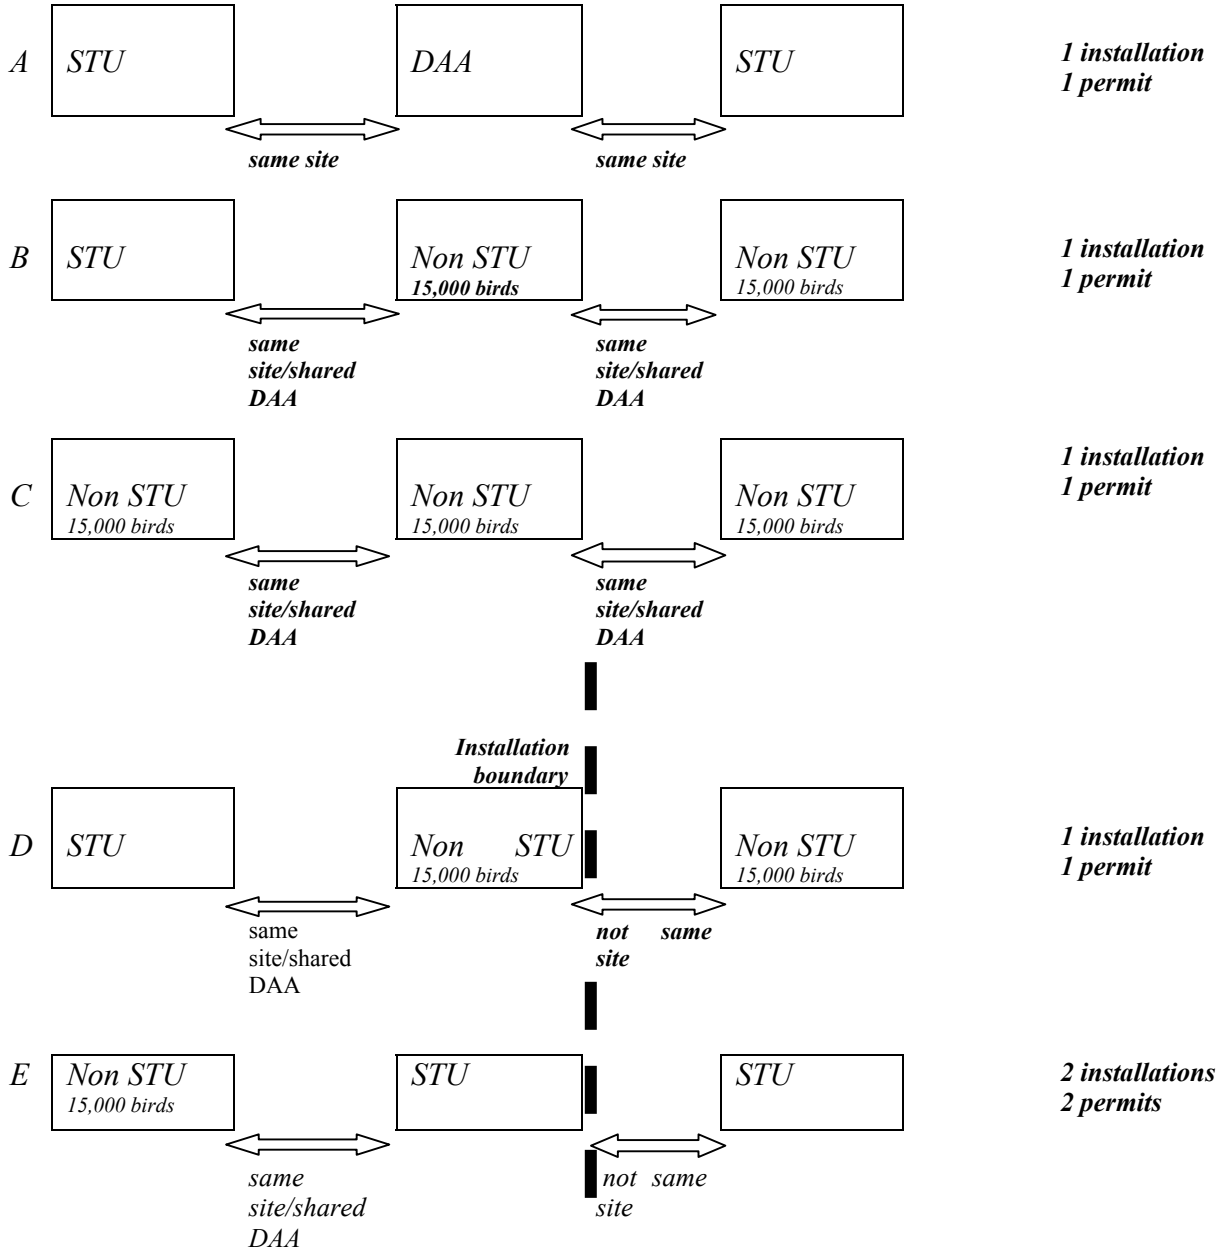 A STU DAA STU 1 installation
1 permit
same site same site
B STU Non STU Non STU 1 installation
15,000 birds 15,000 birds 1 permit
same same
site/shared site/shared
DAA DAA
C Non STU Non STU Non STU 1 installation
15,000 birds 15,000 birds 15,000 birds 1 permit
same same
site/shared site/shared
DAA DAA
Installation
boundary
D STU Non STU Non STU 1 installation
15,000 birds 15,000 birds 1 permit
same not same
site/shared site
DAA
E Non STU STU STU 2 installations
15,000 birds 2 permits
same not same
site/shared site
DAA